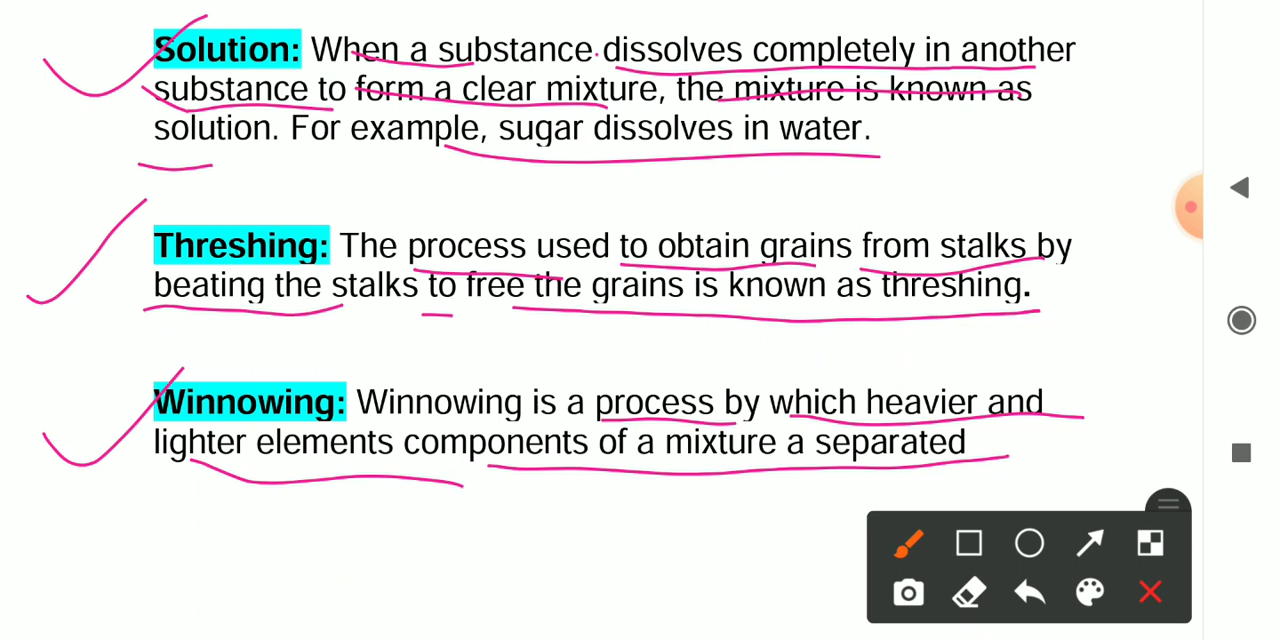 Solution: When a substance dissolves completely in another
substance to form a clear mixture, the mixture is known as
solution. For example, sugar dissolves in water.
Threshing: The process used to obtain grains from stalks by
beating the stalks to free the grains is known as threshing.
Winnowing: Winnowing is a process by which heavier and
lighter elements components of a mixture a separated